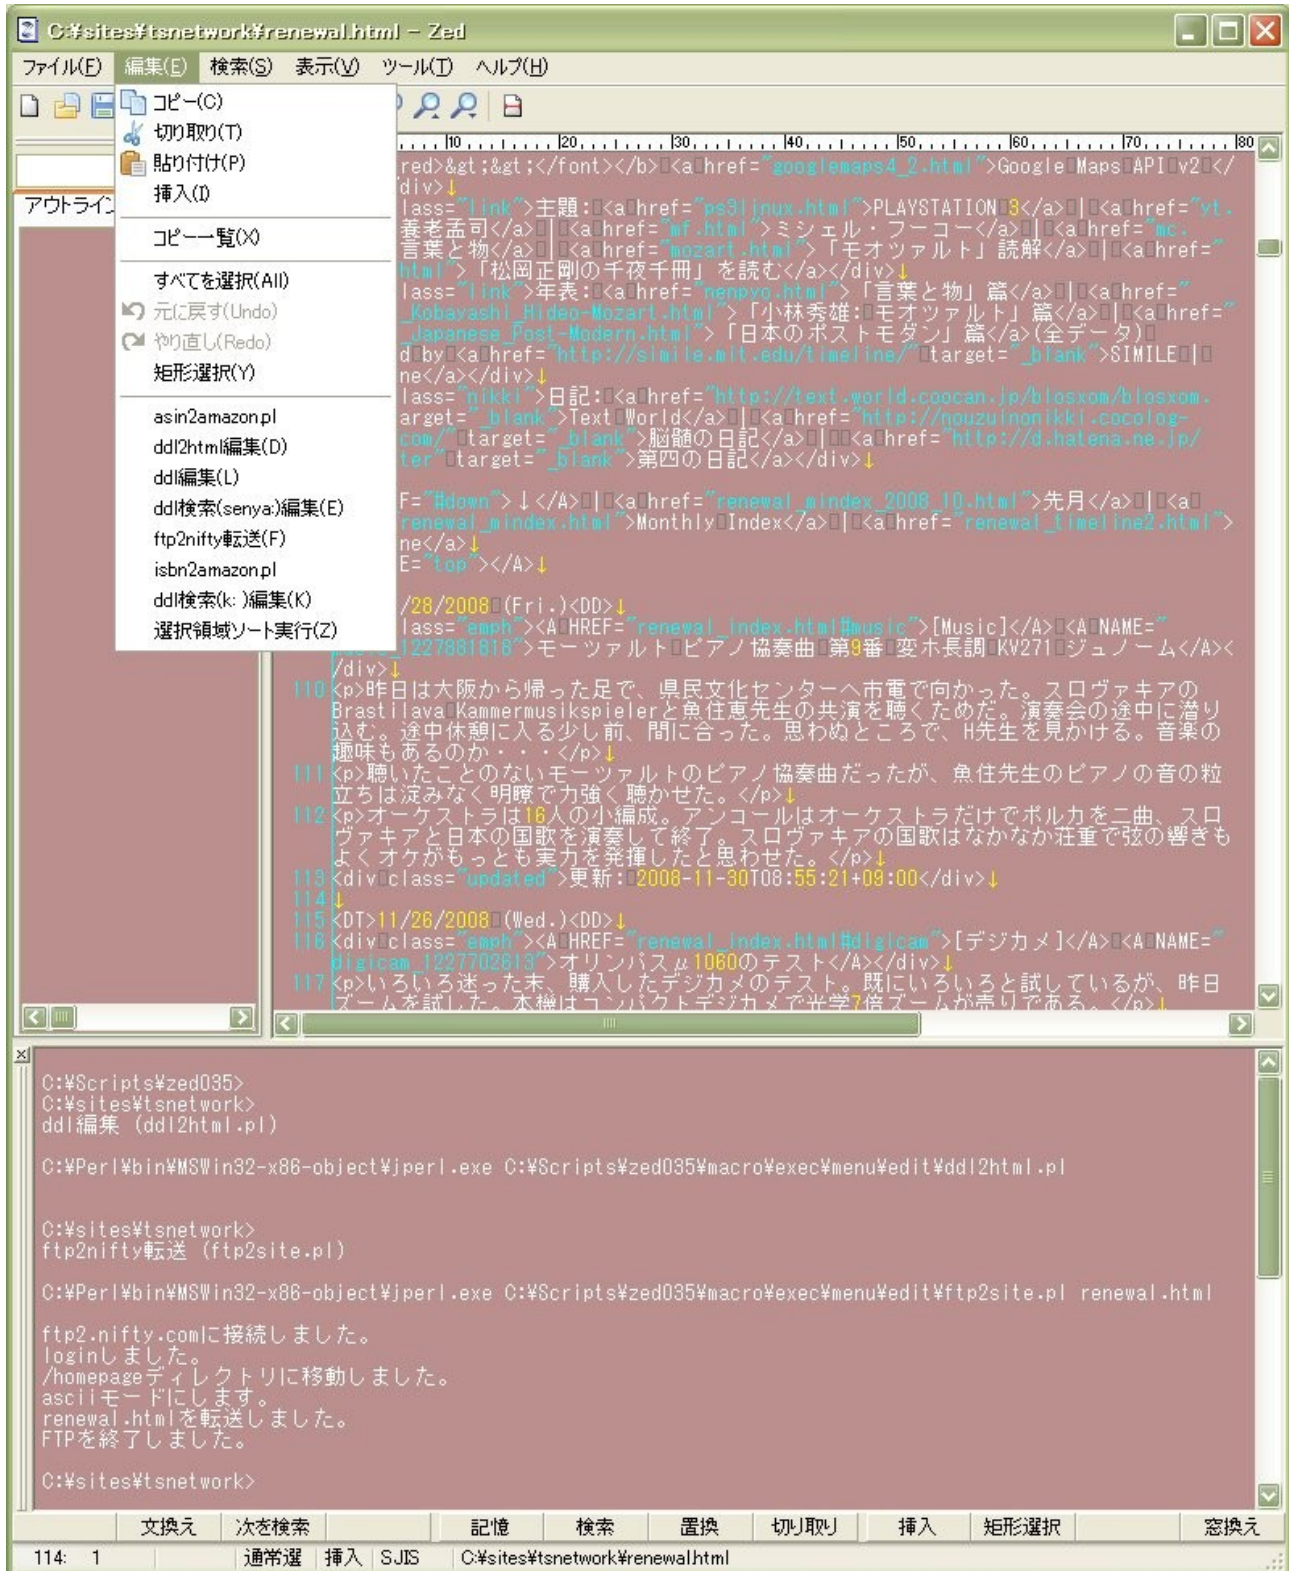 C:¥sites¥tsnetwork¥renewal.html - Zed
ファイル(F) 編集(E) 検索(S) 表示(V) ツール(T) ヘルプ(H)
コピー(C)
切り取り(T)
貼り付け(P)
挿入(I)
コピー一覧(X)
すべてを選択(All)
元に戻す(Undo)
やり直し(Redo)
矩形選択(Y)
asin2amazon.pl
ddl2html編集(D)
ddl編集(L)
ddl検索(senya:)編集(E)
ftp2nifty転送(F)
isbn2amazon.pl
ddl検索(k: )編集(K)
選択領域ソート実行(Z)
アウトライン
10 20 30 40 50 60 70 80
red>&gt;&gt;</font></b>□<a□href="googlemaps4_2.html">Google□Maps□API□v2□</
div>↓
lass="link">主題:□<a□href="ps3linux.html">PLAYSTATION□3</a>□|□<a□href="yt.
養老孟司</a>□|□<a□href="mf.html">ミシェル・フーコー</a>□|□<a□href="mc.
言葉と物</a>□|□<a□href="mozart.html">「モオツァルト」読解</a>□|□<a□href="
html">「松岡正剛の千夜千冊」を読む</a></div>↓
lass="link">年表:□<a□href="nenpyo.html">「言葉と物」篇</a>□|□<a□href="
_Kobayashi_Hideo-Mozart.html">「小林秀雄:□モオツァルト」篇</a>□|□<a□href="
_Japanese_Post-Modern.html">「日本のポストモダン」篇</a>(全データ)□
d□by□<a□href="http://simile.mit.edu/timeline/"□target="_blank">SIMILE□|□
ne</a></div>↓
lass="nikki">日記:□<a□href="http://text.world.coocan.jp/blosxom/blosxom.
arget="_blank">Text□World</a>□|□<a□href="http://nouzuinonikki.cocolog-
com/"□target="_blank">脳髄の日記</a>□|□□<a□href="http://d.hatena.ne.jp/
ter"□target="_blank">第四の日記</a></div>↓
F="#down">↓</A>□|□<a□href="renewal_mindex_2008_10.html">先月</a>□|□<a□
renewal_mindex.html">Monthly□Index</a>□|□<a□href="renewal_timeline2.html">
ne</a>↓
E="top"></A>↓
/28/2008□(Fri.)<DD>↓
lass="emph"><A□HREF="renewal_index.html#music">[Music]</A>□<A□NAME="
_1227881818">モーツァルト□ピアノ協奏曲□第9番□変ホ長調□KV271□ジュノーム</A><
/div>↓
110 <p>昨日は大阪から帰った足で、県民文化センターへ市電で向かった。スロヴァキアの
Brastilava□Kammermusikspielerと魚住恵先生の共演を聴くためだ。演奏会の途中に潜り
込む。途中休憩に入る少し前、間に合った。思わぬところで、H先生を見かける。音楽の
趣味もあるのか・・・</p>↓
111 <p>聴いたことのないモーツァルトのピアノ協奏曲だったが、魚住先生のピアノの音の粒
立ちは淀みなく明瞭で力強く聴かせた。</p>↓
112 <p>オーケストラは16人の小編成。アンコールはオーケストラだけでポルカを二曲、スロ
ヴァキアと日本の国歌を演奏して終了。スロヴァキアの国歌はなかなか荘重で弦の響きも
よくオケがもっとも実力を発揮したと思わせた。</p>↓
113 <div□class="updated">更新:□2008-11-30T08:55:21+09:00</div>↓
114 ↓
115 <DT>11/26/2008□(Wed.)<DD>↓
116 <div□class="emph"><A□HREF="renewal_index.html#digicam">[デジカメ]</A>□<A□NAME="
digicam_1227702613">オリンパスμ1060のテスト</A></div>↓
117 <p>いろいろ迷った末、購入したデジカメのテスト。既にいろいろと試しているが、昨日
ズームを試した。本機はコンパクトデジカメで光学7倍ズームが売りである。</p>↓
C:¥Scripts¥zed035>
C:¥sites¥tsnetwork>
ddl編集 (ddl2html.pl)
C:¥Perl¥bin¥MSWin32-x86-object¥jperl.exe C:¥Scripts¥zed035¥macro¥exec¥menu¥edit¥ddl2html.pl
C:¥sites¥tsnetwork>
ftp2nifty転送 (ftp2site.pl)
C:¥Perl¥bin¥MSWin32-x86-object¥jperl.exe C:¥Scripts¥zed035¥macro¥exec¥menu¥edit¥ftp2site.pl renewal.html
ftp2.nifty.comに接続しました。
loginしました。
/homepageディレクトリに移動しました。
asciiモードにします。
renewal.htmlを転送しました。
FTPを終了しました。
C:¥sites¥tsnetwork>
文換え 次を検索 記憶 検索 置換 切り取り 挿入 矩形選択 窓換え
114: 1 通常選 挿入 SJIS C:¥sites¥tsnetwork¥renewal.html